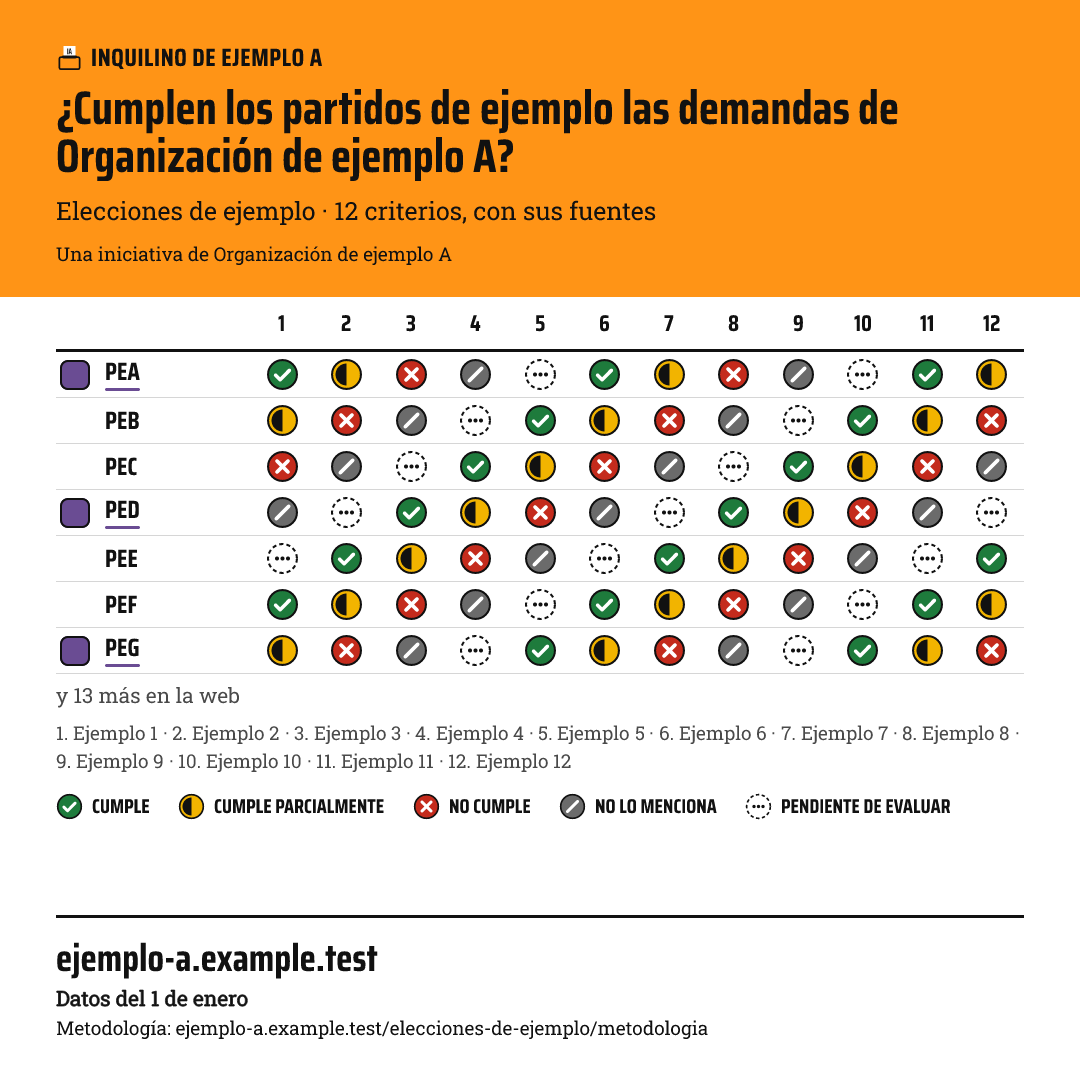 IA
INQUILINO DE EJEMPLO A
¿Cumplen los partidos de ejemplo las demandas de
Organización de ejemplo A?
Elecciones de ejemplo · 12 criterios, con sus fuentes
Una iniciativa de Organización de ejemplo A
1 2 3 4 5 6 7 8 9 10 11 12
PEA
PEB
PEC
PED
PEE
PEF
PEG
y 13 más en la web
1. Ejemplo 1 · 2. Ejemplo 2 · 3. Ejemplo 3 · 4. Ejemplo 4 · 5. Ejemplo 5 · 6. Ejemplo 6 · 7. Ejemplo 7 · 8. Ejemplo 8 ·
9. Ejemplo 9 · 10. Ejemplo 10 · 11. Ejemplo 11 · 12. Ejemplo 12
CUMPLE CUMPLE PARCIALMENTE NO CUMPLE NO LO MENCIONA PENDIENTE DE EVALUAR
ejemplo-a.example.test
Datos del 1 de enero
Metodología: ejemplo-a.example.test/elecciones-de-ejemplo/metodologia